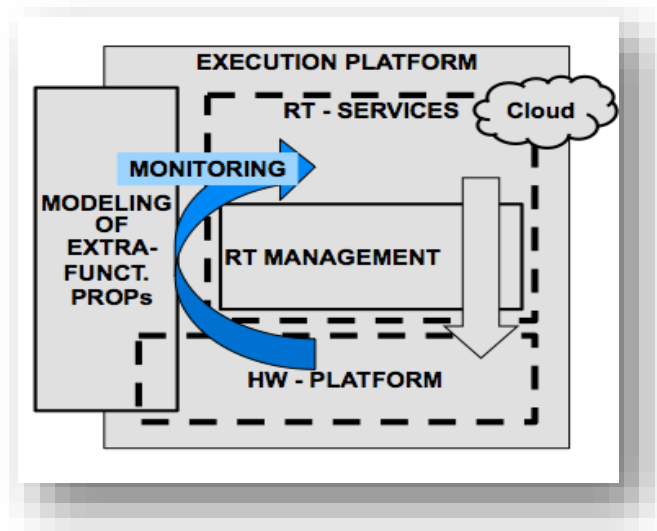 EXECUTION PLATFORM
RT - SERVICES
Cloud
MONITORING
MODELING
OF
EXTRA-
FUNCT.
PROPs
RT MANAGEMENT
HW - PLATFORM